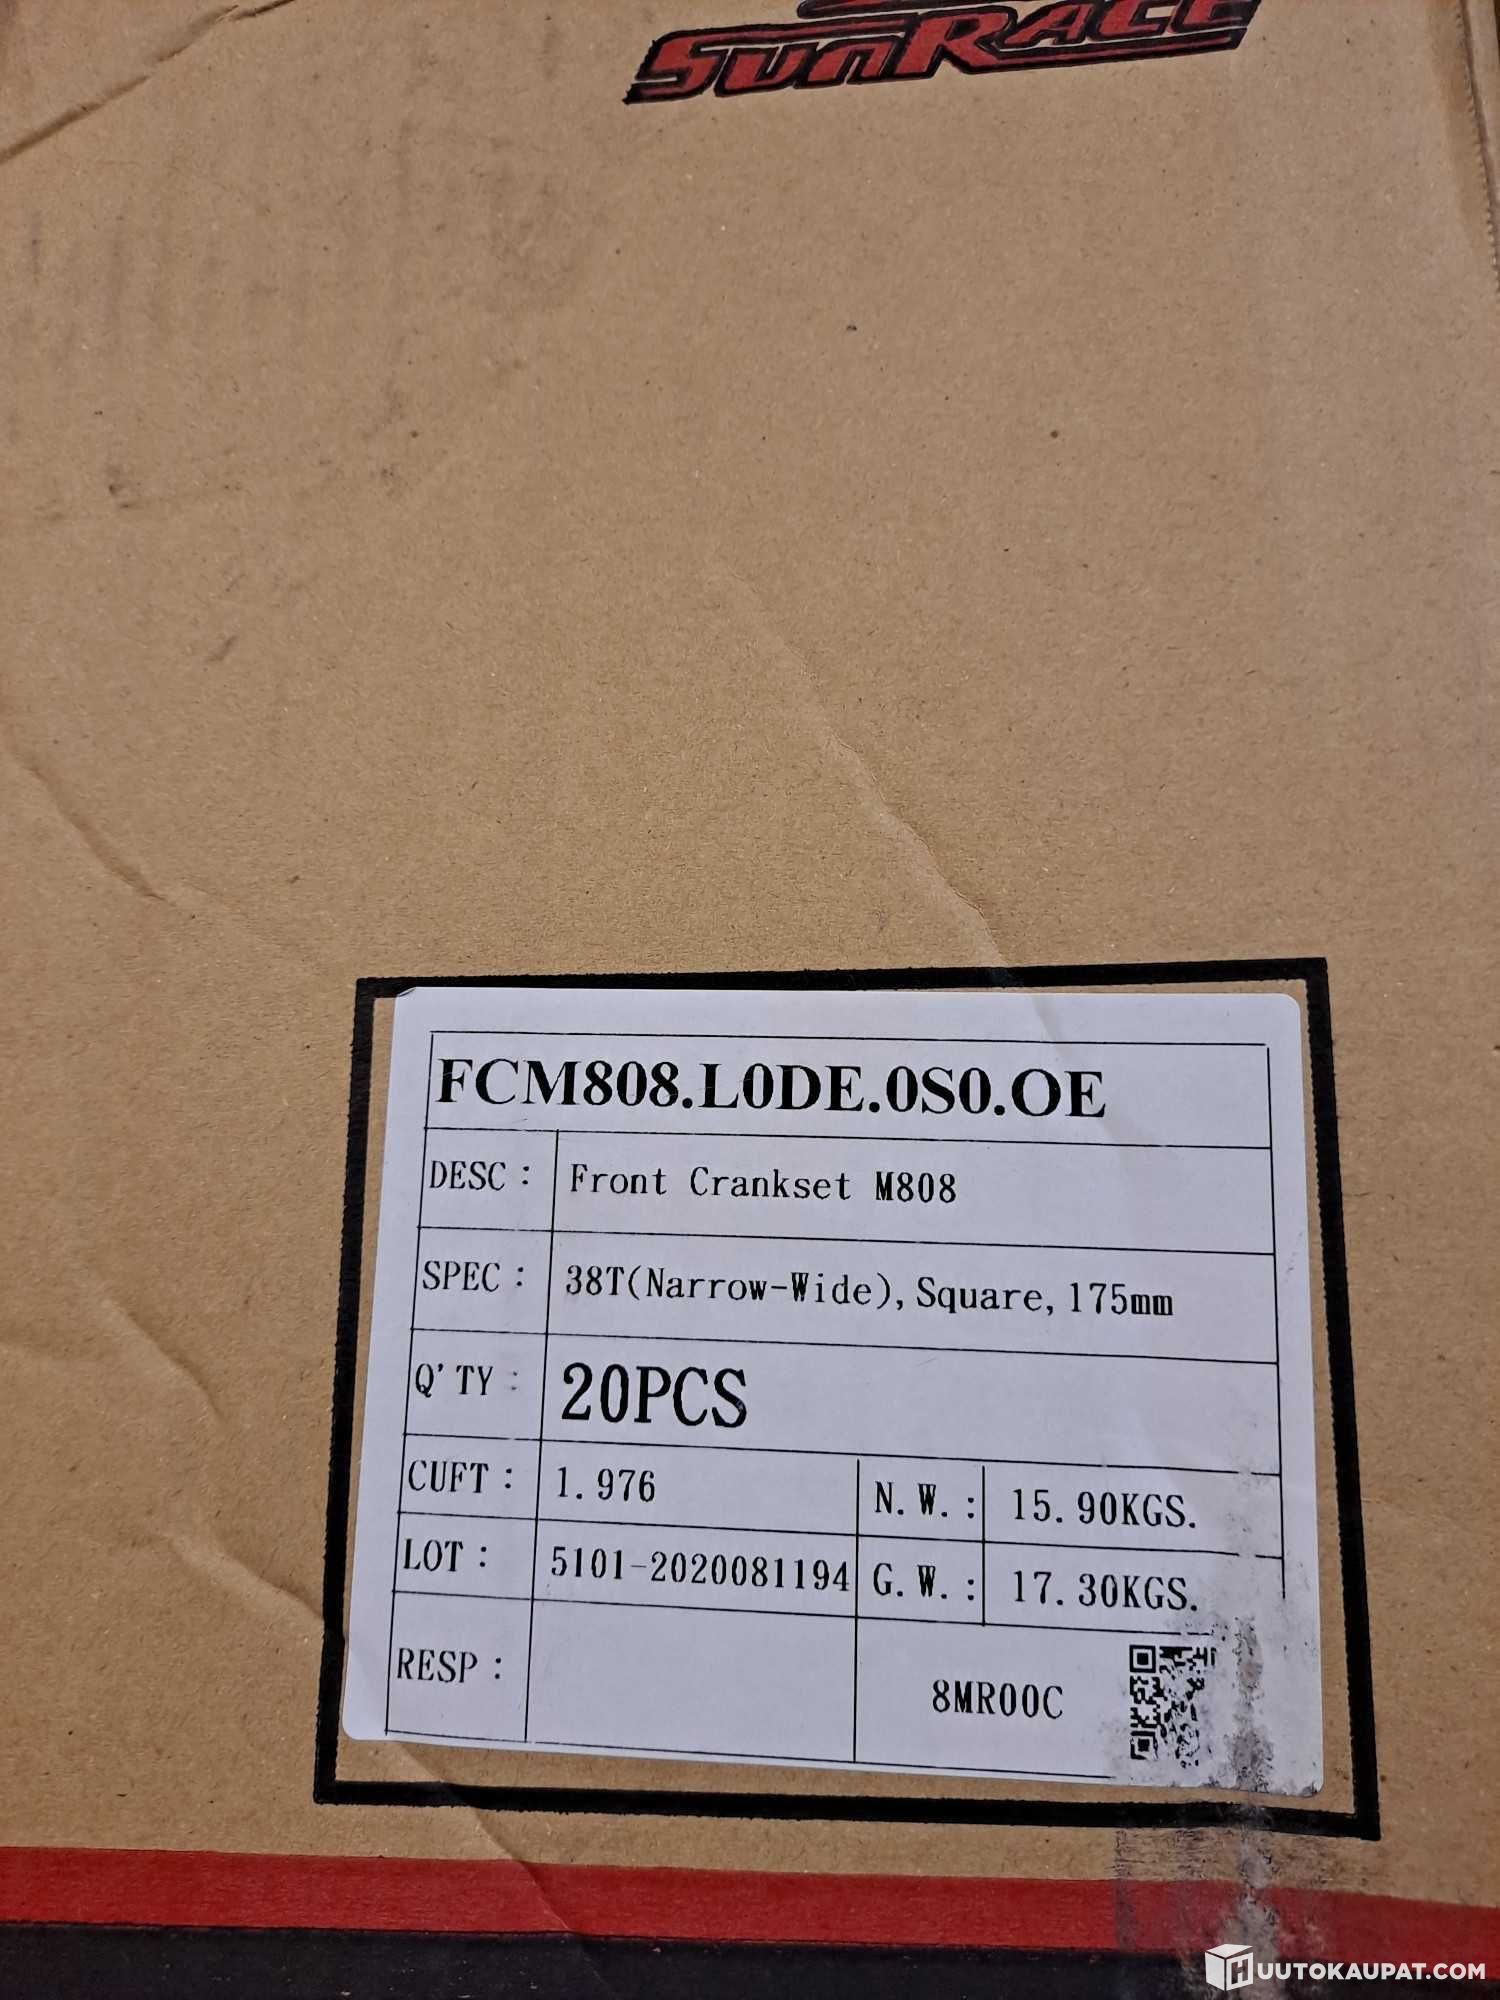 SUNRACE
FCM808.L0DE.0S0.OE
DESC : Front Crankset M808
SPEC : 38T(Narrow-Wide), Square, 175mm
Q'TY : 20PCS
CUFT : 1.976 N.W. : 15.90KGS.
LOT : 5101-2020081194 G.W. : 17.30KGS.
RESP : 8MR00C
HUUTOKAUPAT.COM